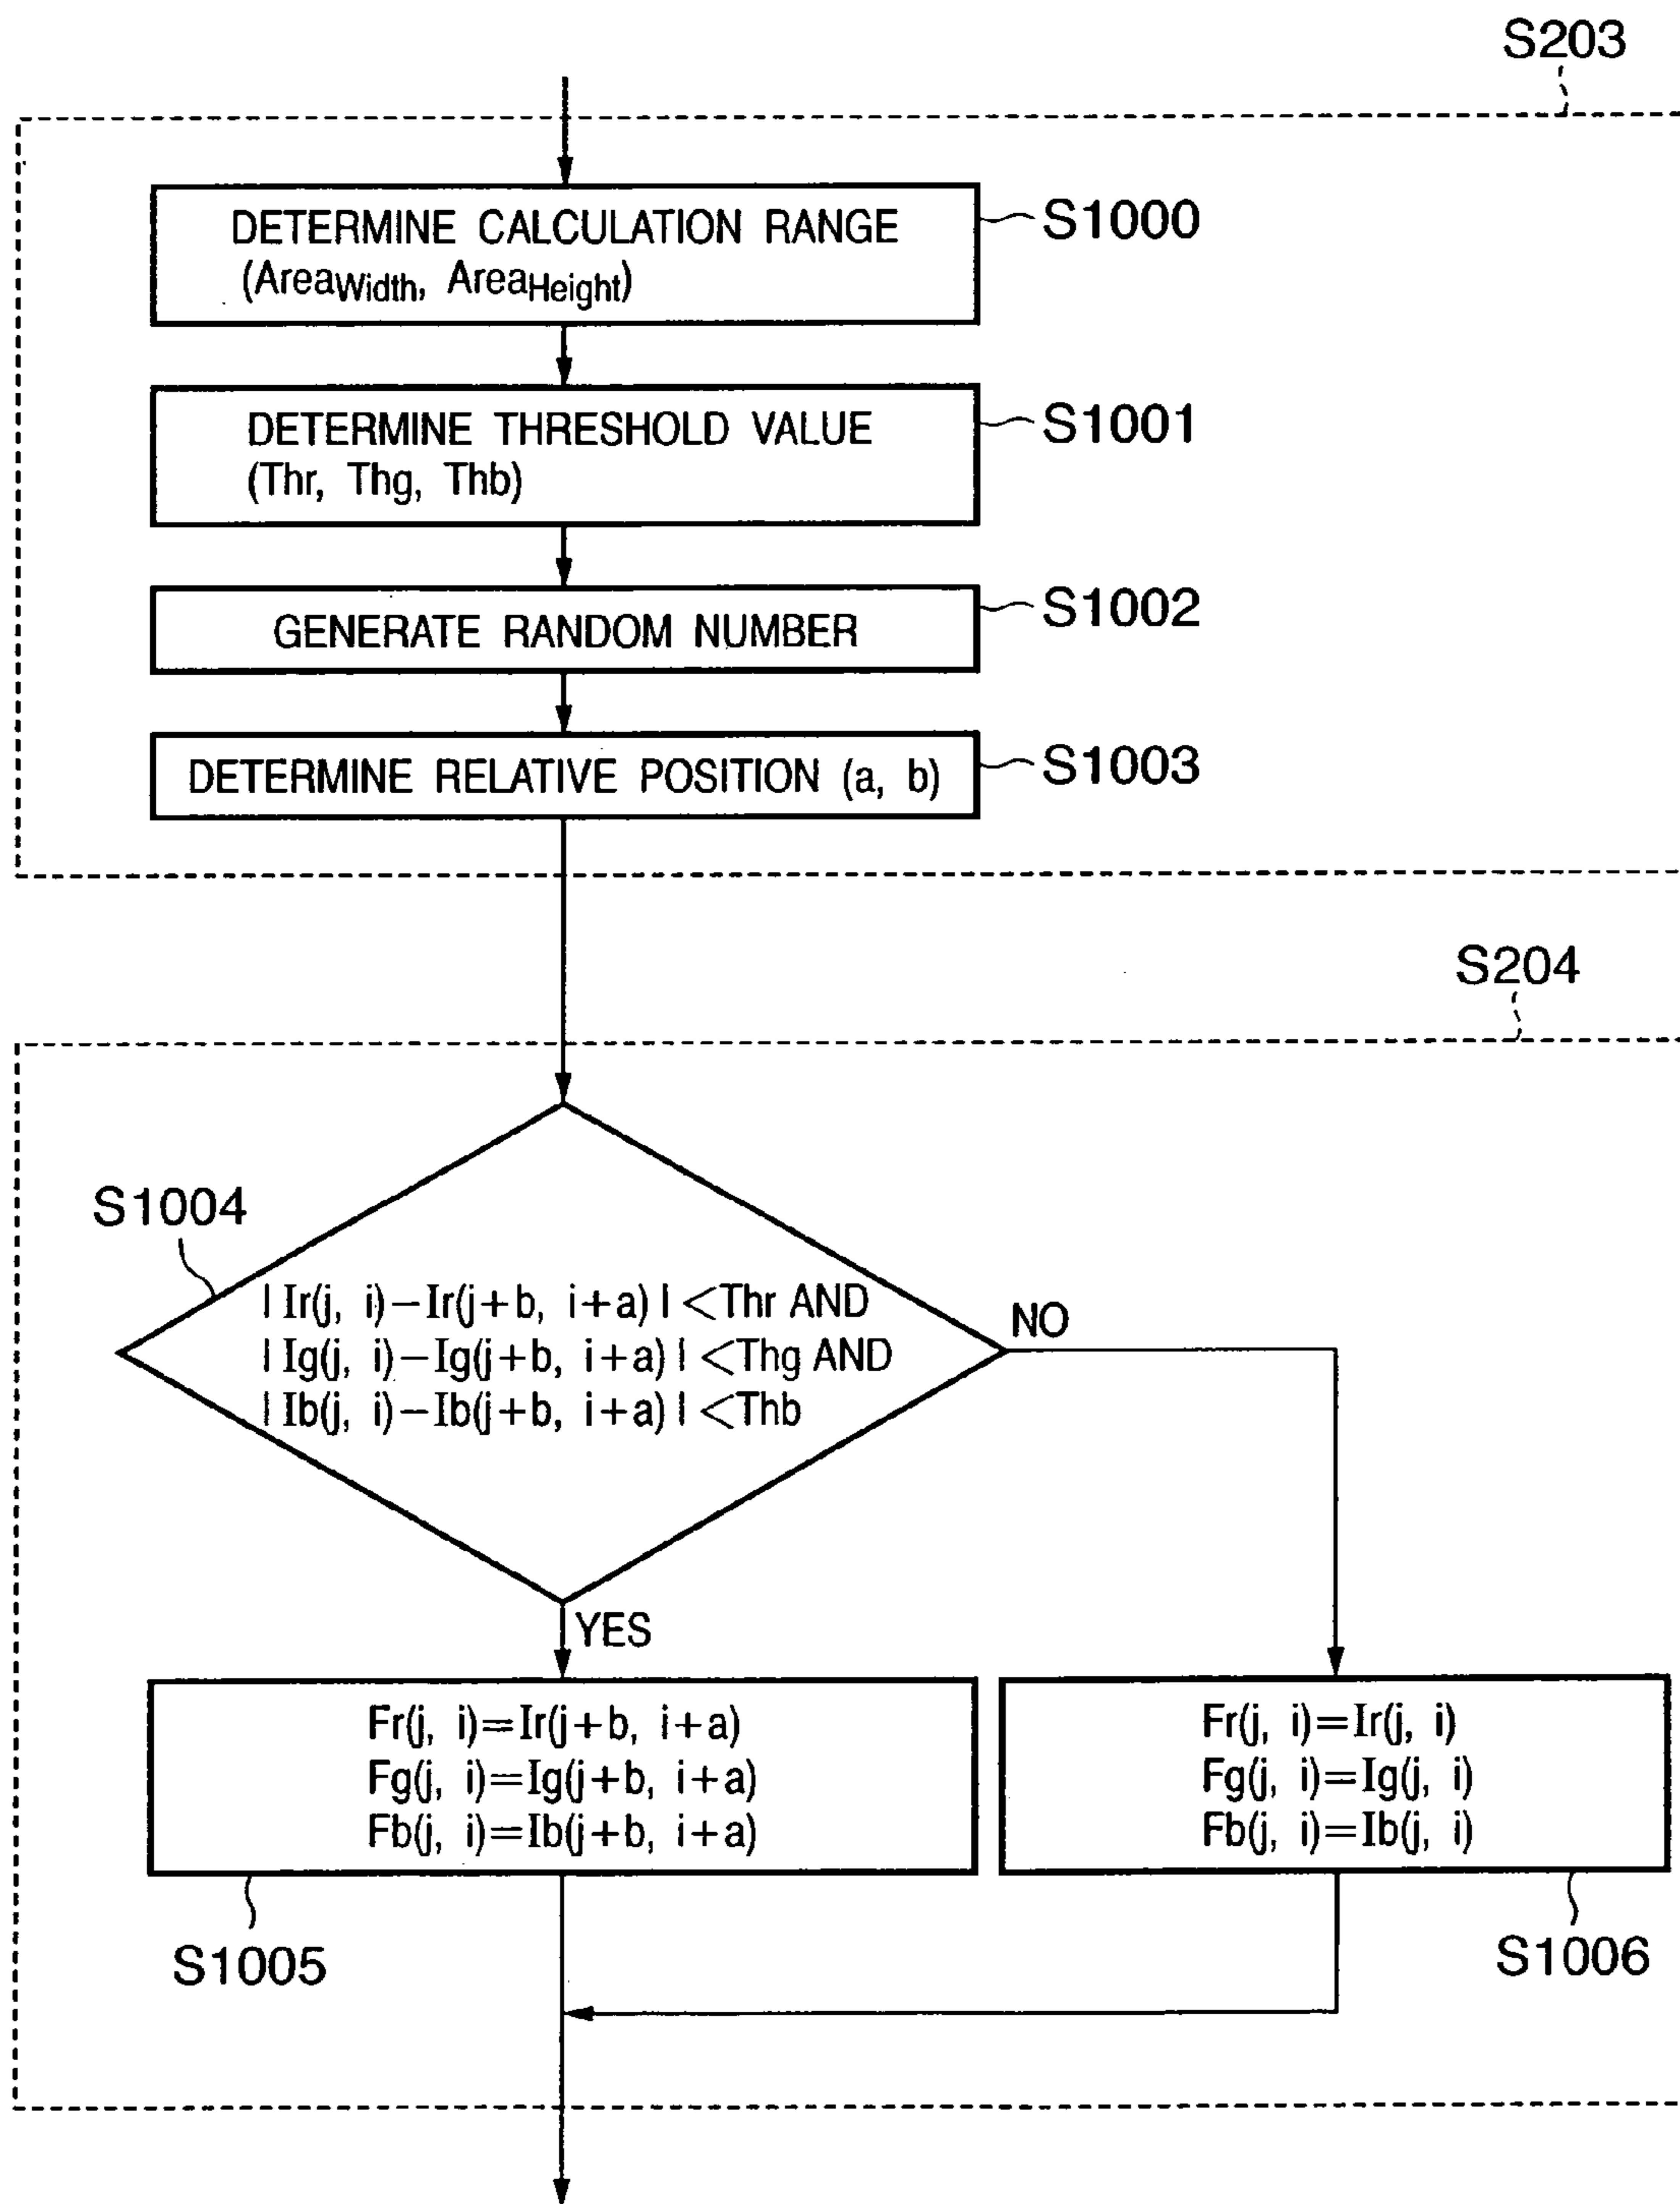 S203
DETERMINE CALCULATION RANGE
(AreaWidth, AreaHeight)
S1000
DETERMINE THRESHOLD VALUE
(Thr, Thg, Thb)
S1001
GENERATE RANDOM NUMBER
S1002
DETERMINE RELATIVE POSITION (a, b)
S1003
S204
S1004
| Ir(j, i)−Ir(j+b, i+a) | <Thr AND
| Ig(j, i)−Ig(j+b, i+a) | <Thg AND
| Ib(j, i)−Ib(j+b, i+a) | <Thb
NO
YES
Fr(j, i)=Ir(j+b, i+a)
Fg(j, i)=Ig(j+b, i+a)
Fb(j, i)=Ib(j+b, i+a)
Fr(j, i)=Ir(j, i)
Fg(j, i)=Ig(j, i)
Fb(j, i)=Ib(j, i)
S1005
S1006